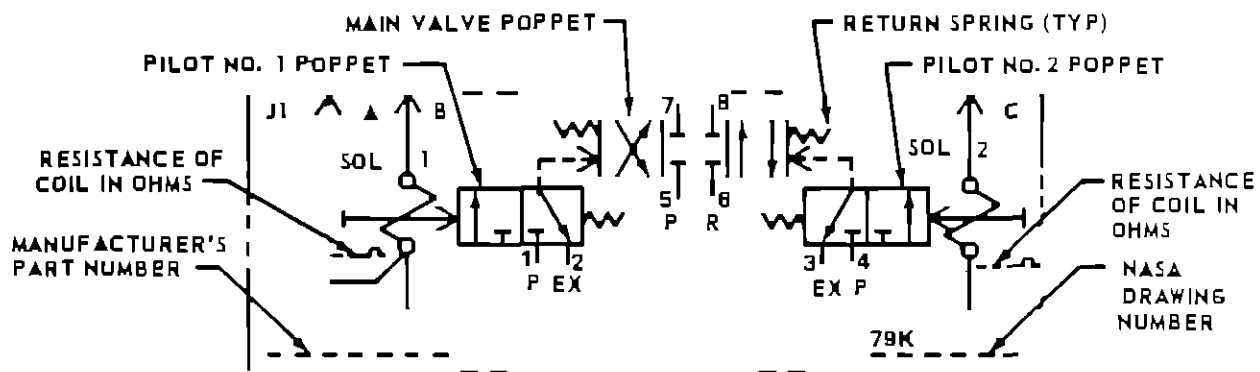 MAIN VALVE POPPET
RETURN SPRING (TYP)
PILOT NO. 1 POPPET
PILOT NO. 2 POPPET
J1 ▲ B
7 8
C
RESISTANCE OF
COIL IN OHMS
SOL 1
SOL 2
RESISTANCE
OF COIL IN
OHMS
5 6
P R
MANUFACTURER'S
PART NUMBER
1 2
P EX
3 4
EX P
NASA
DRAWING
NUMBER
79K